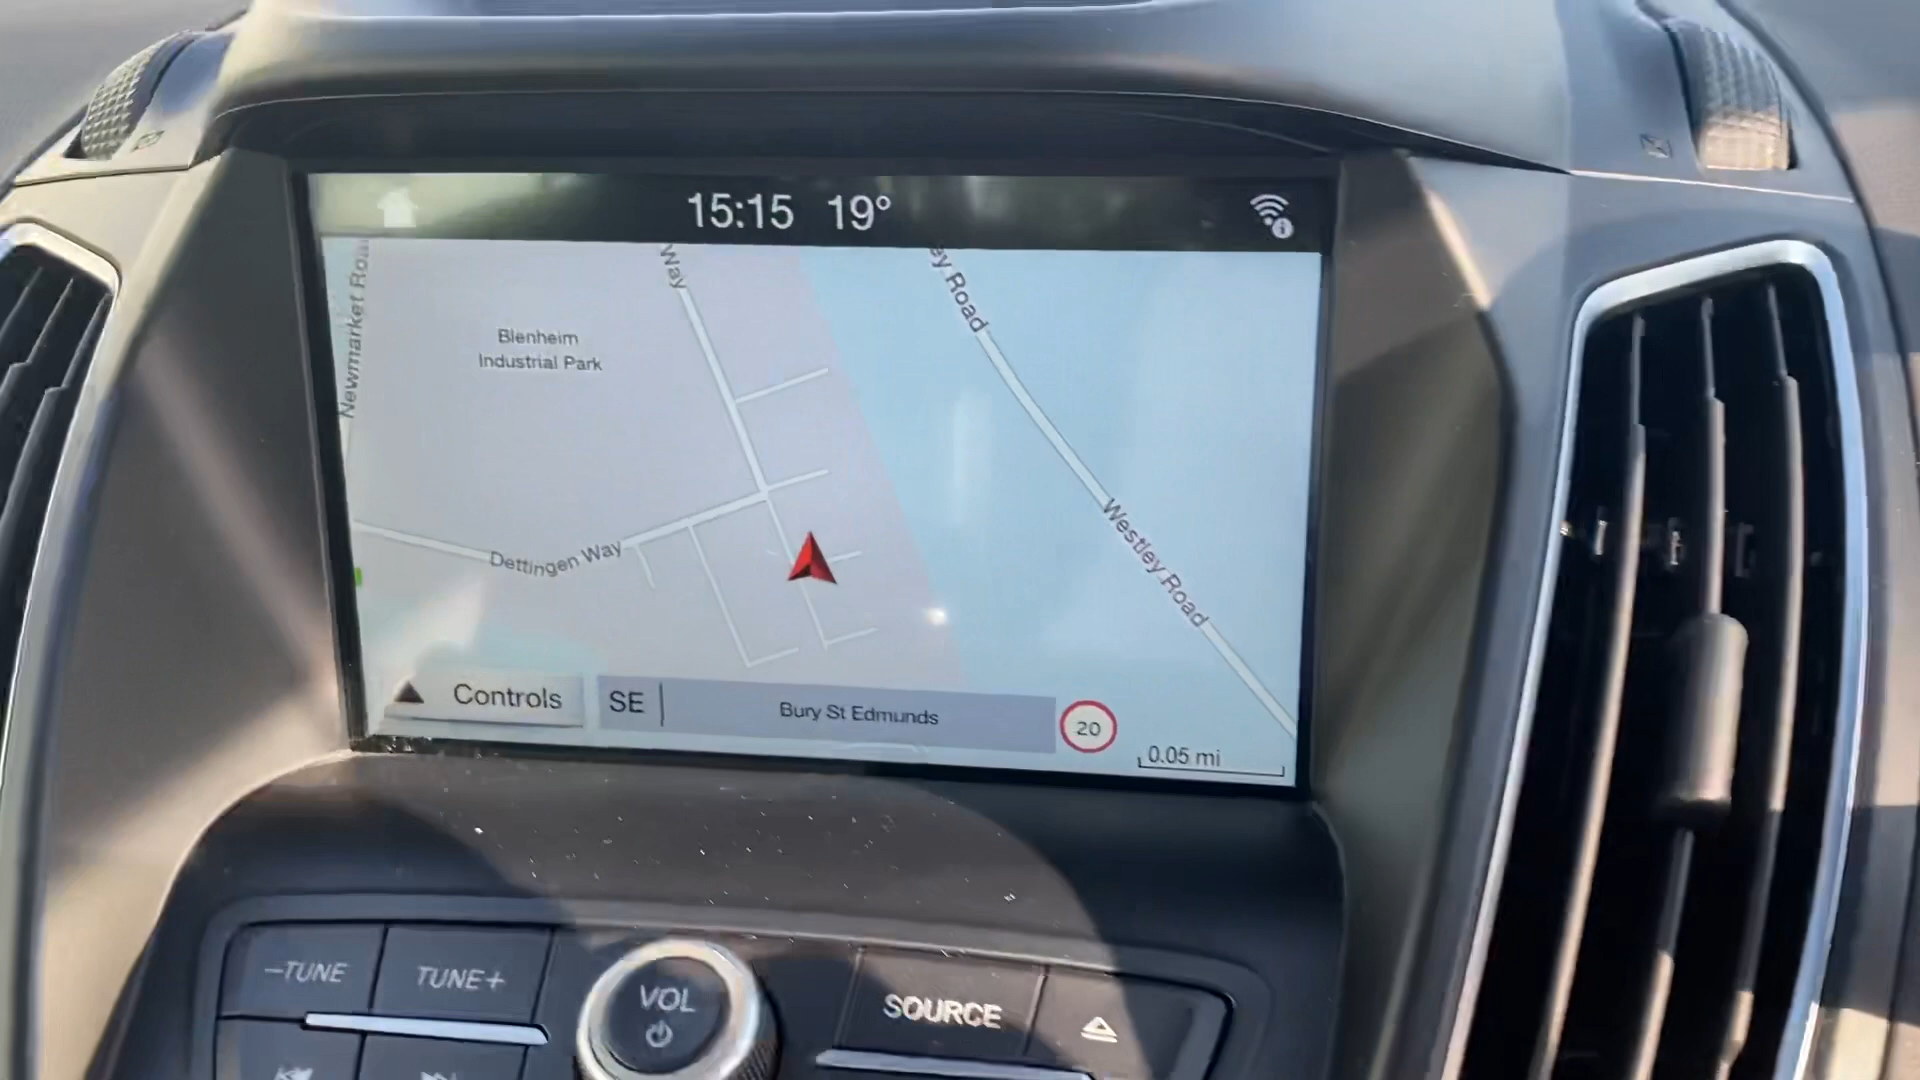 15:15 19°
Newmarket Roa
Way
ey Road
Blenheim
Industrial Park
Dettingen Way
Westley Road
Controls
SE
Bury St Edmunds
20
0.05 mi
-TUNE
TUNE+
VOL
SOURCE